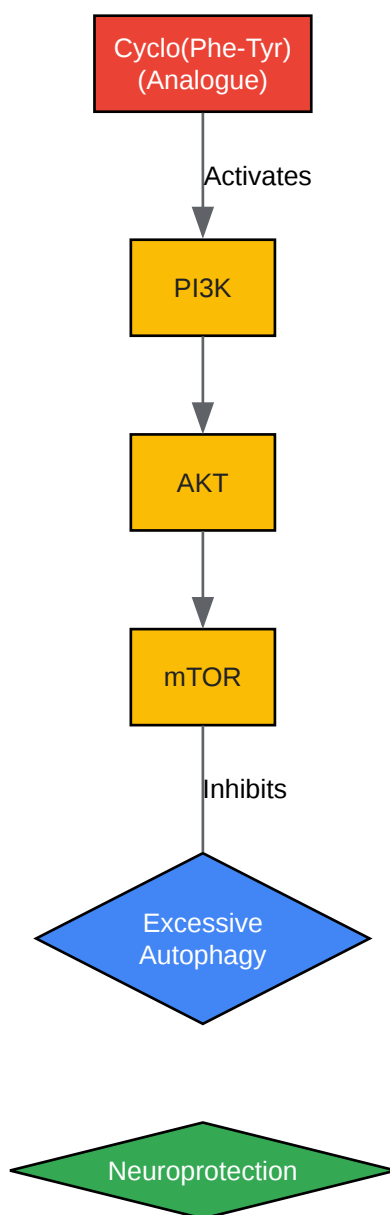 Cyclo(Phe-Tyr)
(Analogue)
Activates
PI3K
AKT
mTOR
Inhibits
Excessive
Autophagy
Neuroprotection